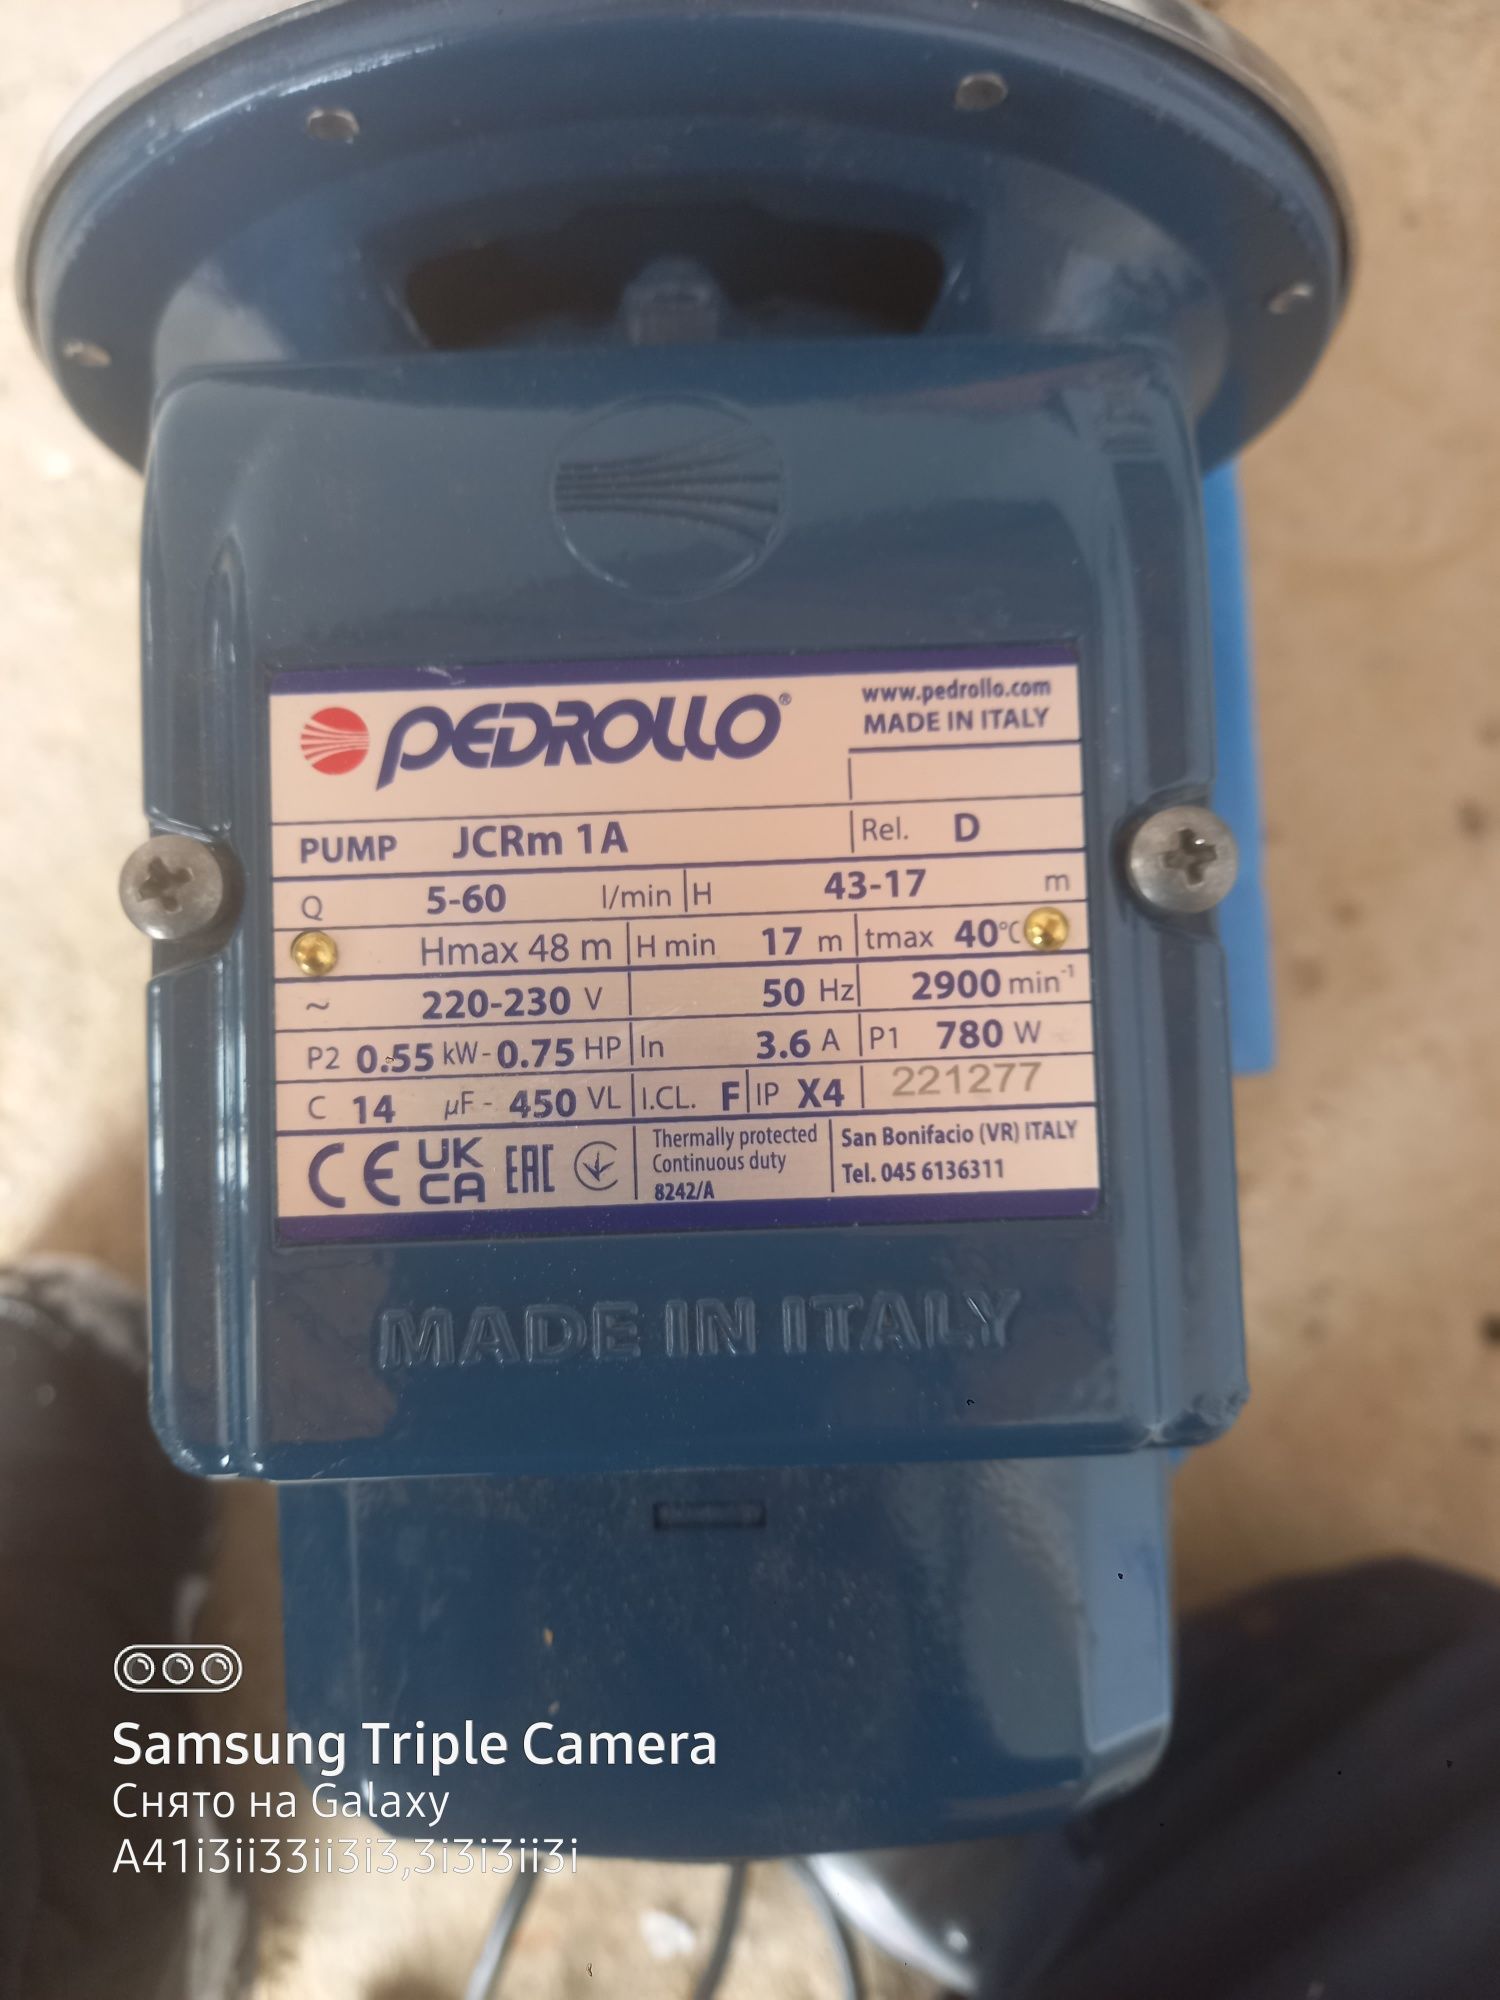 PEDROLLO®
www.pedrollo.com
MADE IN ITALY
PUMP JCRm 1A Rel. D
Q 5-60 l/min H 43-17 m
Hmax 48 m H min 17 m tmax 40°C
~ 220-230 V 50 Hz 2900 min⁻¹
P2 0.55 kW-0.75 HP In 3.6 A P1 780 W
C 14 µF - 450 VL I.CL. F IP X4 221277
CE UK CA EAC
Thermally protected
Continuous duty
8242/A
San Bonifacio (VR) ITALY
Tel. 045 6136311
MADE IN ITALY
Samsung Triple Camera
Снято на Galaxy
A41i3ii33ii3i3,3i3i3ii3i